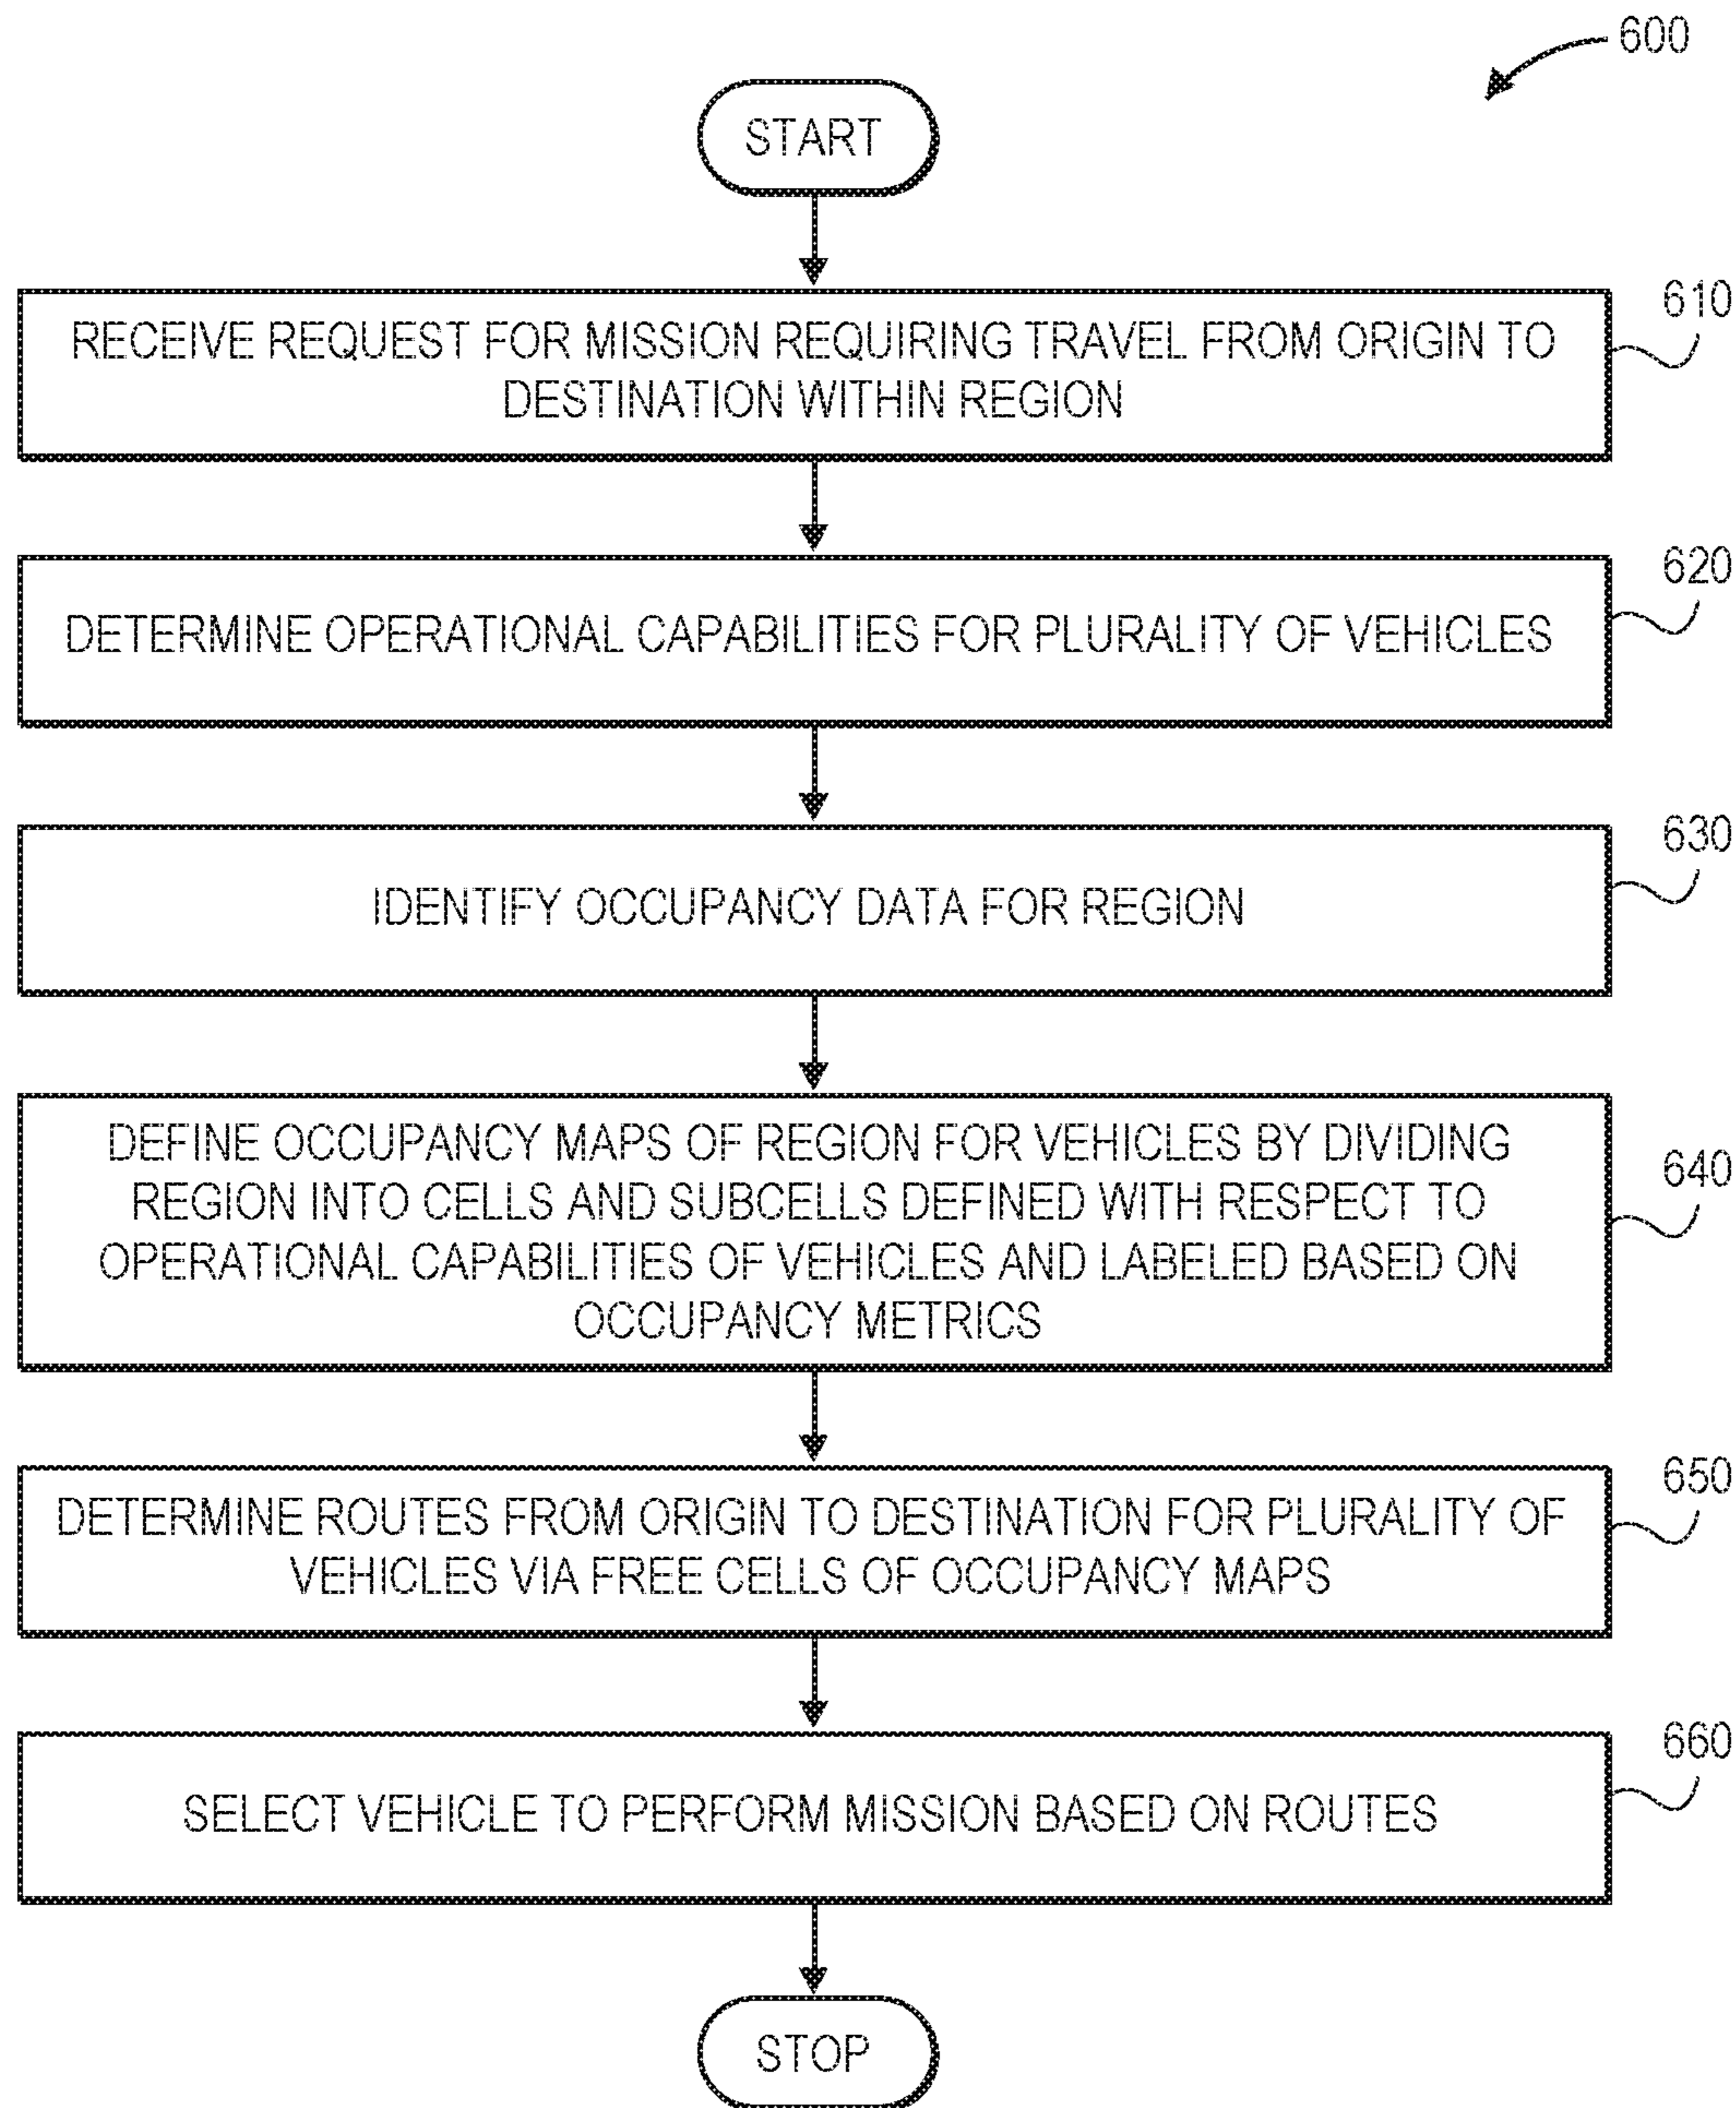 600
START
610
RECEIVE REQUEST FOR MISSION REQUIRING TRAVEL FROM ORIGIN TO
DESTINATION WITHIN REGION
620
DETERMINE OPERATIONAL CAPABILITIES FOR PLURALITY OF VEHICLES
630
IDENTIFY OCCUPANCY DATA FOR REGION
640
DEFINE OCCUPANCY MAPS OF REGION FOR VEHICLES BY DIVIDING
REGION INTO CELLS AND SUBCELLS DEFINED WITH RESPECT TO
OPERATIONAL CAPABILITIES OF VEHICLES AND LABELED BASED ON
OCCUPANCY METRICS
650
DETERMINE ROUTES FROM ORIGIN TO DESTINATION FOR PLURALITY OF
VEHICLES VIA FREE CELLS OF OCCUPANCY MAPS
660
SELECT VEHICLE TO PERFORM MISSION BASED ON ROUTES
STOP